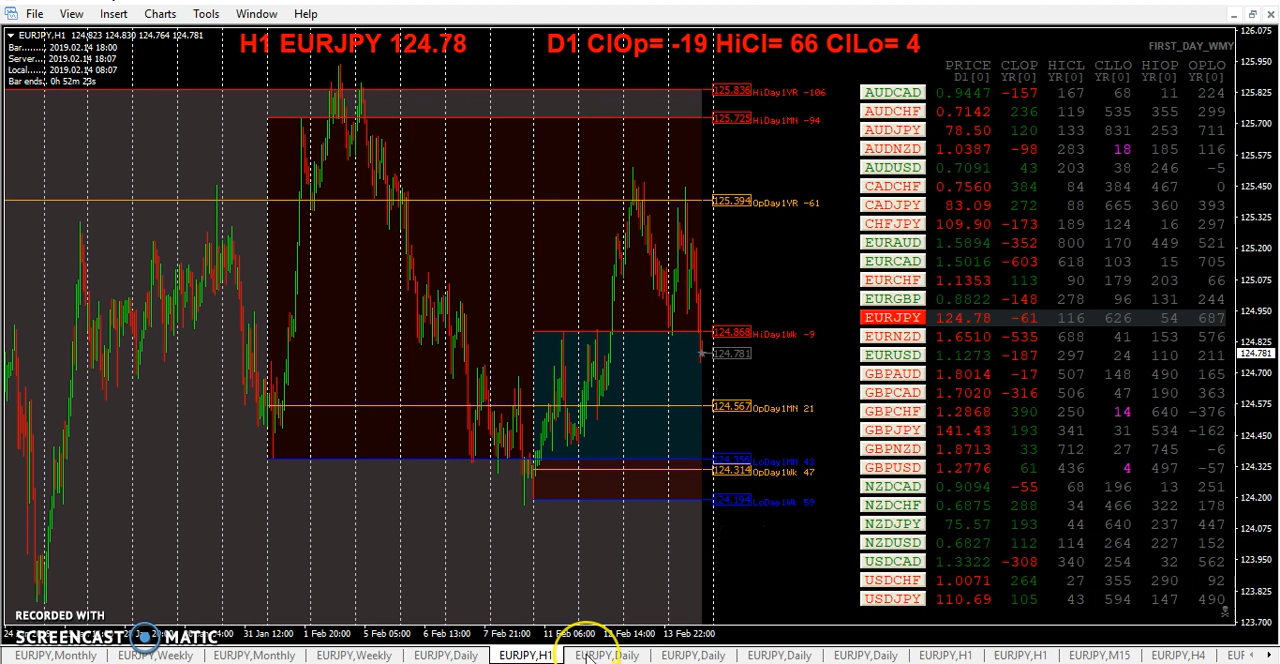 File View Insert Charts Tools Window Help
EURJPY,H1 124.823 124.830 124.764 124.781
Bar....... 2019.02.14 18:00
Server... 2019.02.14 18:07
Local..... 2019.02.14 08:07
Bar ends.. 0h 52m 23s
H1 EURJPY 124.78 D1 ClOp= -19 HiCl= 66 ClLo= 4
FIRST_DAY_WMY
PRICE CLOP HICL CLLO HIOP OPLO
D1[0] YR[0] YR[0] YR[0] YR[0] YR[0]
AUDCAD 0.9447 -157 167 68 11 224
AUDCHF 0.7142 236 119 535 355 299
AUDJPY 78.50 120 133 831 253 711
AUDNZD 1.0387 -98 283 18 185 116
AUDUSD 0.7091 43 203 38 246 -5
CADCHF 0.7560 384 84 384 467 0
CADJPY 83.09 272 88 665 360 393
CHFJPY 109.90 -173 189 124 16 297
EURAUD 1.5894 -352 800 170 449 521
EURCAD 1.5016 -603 618 103 15 705
EURCHF 1.1353 113 90 179 203 66
EURGBP 0.8822 -148 278 96 131 244
EURJPY 124.78 -61 116 626 54 687
EURNZD 1.6510 -535 688 41 153 576
EURUSD 1.1273 -187 297 24 110 211
GBPAUD 1.8014 -17 507 148 490 165
GBPCAD 1.7020 -316 506 47 190 363
GBPCHF 1.2868 390 250 14 640 -376
GBPJPY 141.43 193 341 31 534 -162
GBPNZD 1.8713 33 712 27 745 -6
GBPUSD 1.2776 61 436 4 497 -57
NZDCAD 0.9094 -55 68 196 13 251
NZDCHF 0.6875 288 34 466 322 178
NZDJPY 75.57 193 44 640 237 447
NZDUSD 0.6827 112 114 264 227 152
USDCAD 1.3322 -308 340 254 32 562
USDCHF 1.0071 264 27 355 290 92
USDJPY 110.69 105 43 594 147 490
125.836 HiDay1YR -106
125.725 HiDay1MN -94
125.394 OpDay1YR -61
124.868 HiDay1Wk -9
124.781
124.567 OpDay1MN 21
LoDay1MN 43
124.314 OpDay1Wk 47
124.194 LoDay1Wk 59
126.075
125.950
125.825
125.700
125.575
125.450
125.325
125.200
125.075
124.950
124.825
124.781
124.700
124.575
124.450
124.325
124.200
124.075
123.950
123.825
123.700
RECORDED WITH
SCREENCAST MATIC
31 Jan 12:00 1 Feb 20:00 5 Feb 05:00 6 Feb 13:00 7 Feb 21:00 11 Feb 06:00 12 Feb 14:00 13 Feb 22:00
EURJPY,Monthly EURJPY,Weekly EURJPY,Monthly EURJPY,Weekly EURJPY,Daily EURJPY,H1 EURJPY,Daily EURJPY,Daily EURJPY,Daily EURJPY,Daily EURJPY,H1 EURJPY,H1 EURJPY,M15 EURJPY,H4